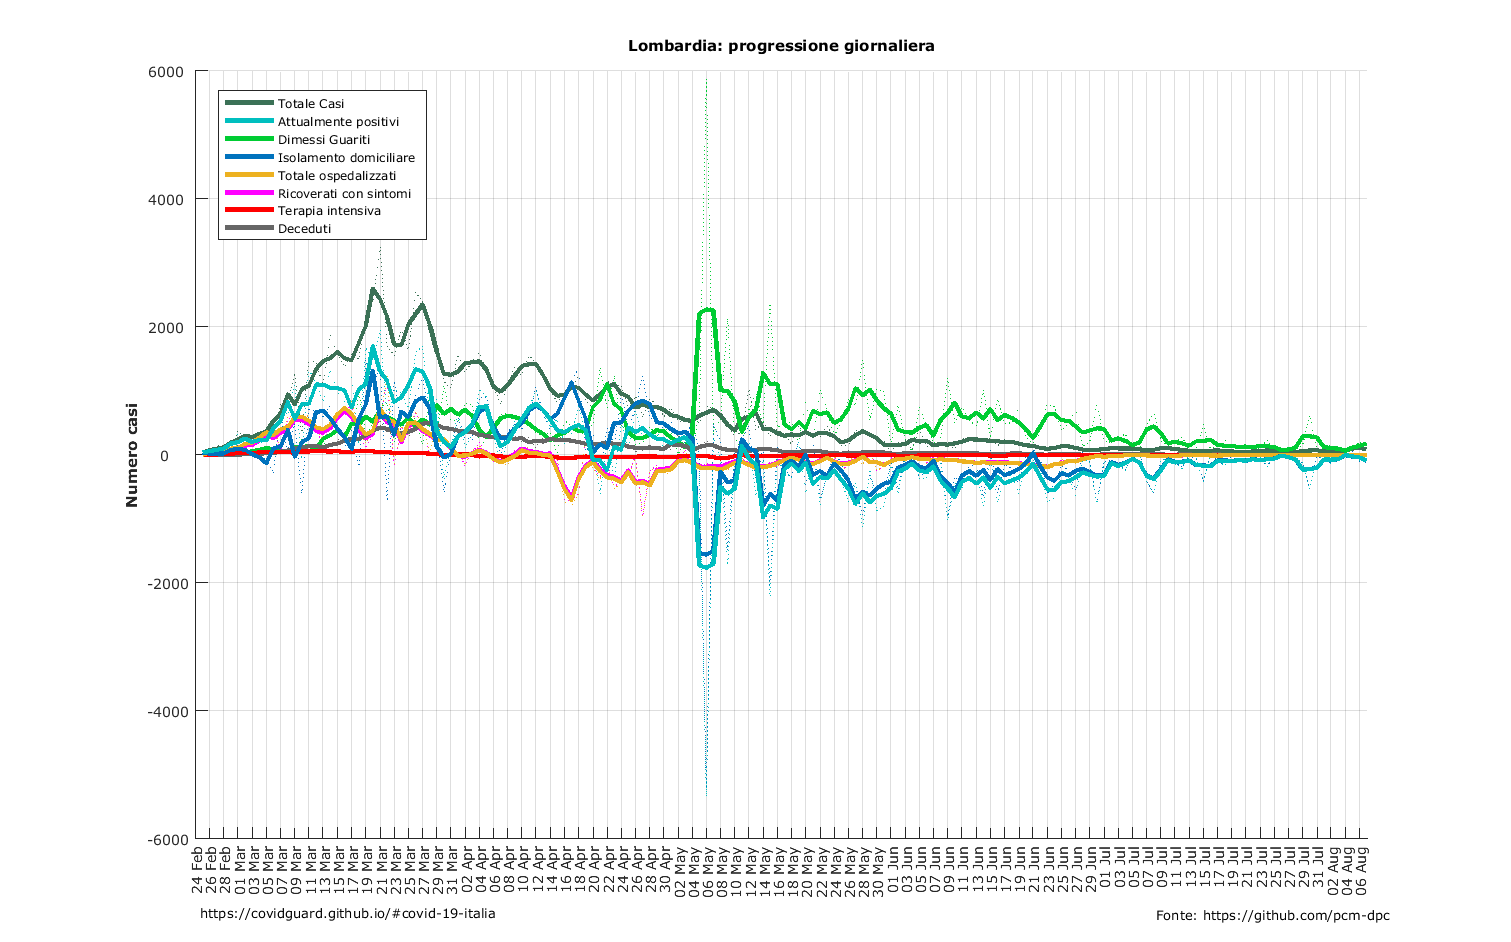 Lombardia: progressione giornaliera
Numero casi
6000
4000
2000
0
-2000
-4000
-6000
Totale Casi
Attualmente positivi
Dimessi Guariti
Isolamento domiciliare
Totale ospedalizzati
Ricoverati con sintomi
Terapia intensiva
Deceduti
24 Feb
26 Feb
28 Feb
01 Mar
03 Mar
05 Mar
07 Mar
09 Mar
11 Mar
13 Mar
15 Mar
17 Mar
19 Mar
21 Mar
23 Mar
25 Mar
27 Mar
29 Mar
31 Mar
02 Apr
04 Apr
06 Apr
08 Apr
10 Apr
12 Apr
14 Apr
16 Apr
18 Apr
20 Apr
22 Apr
24 Apr
26 Apr
28 Apr
30 Apr
02 May
04 May
06 May
08 May
10 May
12 May
14 May
16 May
18 May
20 May
22 May
24 May
26 May
28 May
30 May
01 Jun
03 Jun
05 Jun
07 Jun
09 Jun
11 Jun
13 Jun
15 Jun
17 Jun
19 Jun
21 Jun
23 Jun
25 Jun
27 Jun
29 Jun
01 Jul
03 Jul
05 Jul
07 Jul
09 Jul
11 Jul
13 Jul
15 Jul
17 Jul
19 Jul
21 Jul
23 Jul
25 Jul
27 Jul
29 Jul
31 Jul
02 Aug
04 Aug
06 Aug
https://covidguard.github.io/#covid-19-italia
Fonte: https://github.com/pcm-dpc